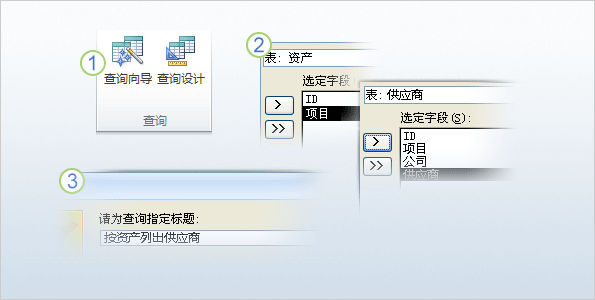 1
查询向导 查询设计
查询
2
表: 资产
选定字段
>
>>
ID
项目
表: 供应商
选定字段(S):
>
>>
ID
项目
公司
供应商
3
请为查询指定标题:
按资产列出供应商